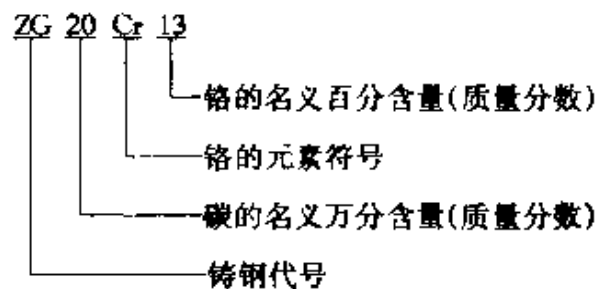 ZG 20 Cr 13
铬的名义百分含量(质量分数)
铬的元素符号
碳的名义万分含量(质量分数)
铸钢代号